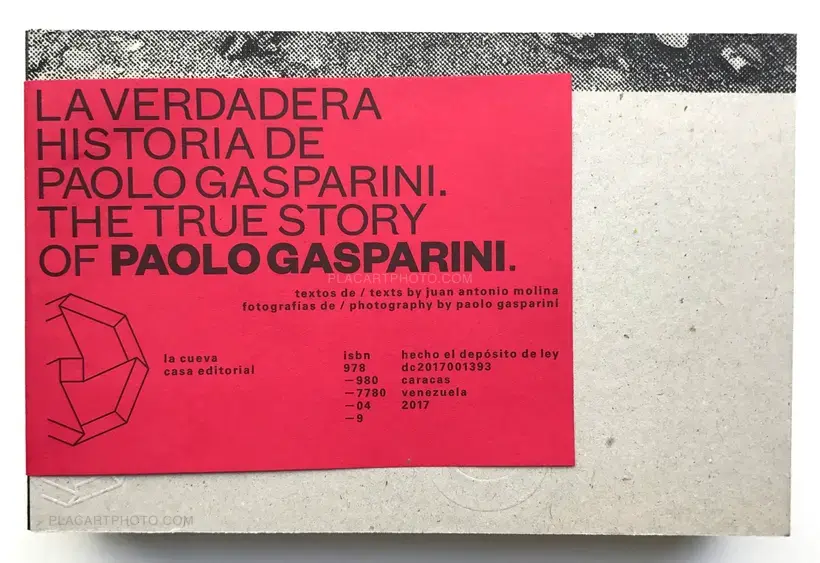 LA VERDADERA
HISTORIA DE
PAOLO GASPARINI.
THE TRUE STORY
OF PAOLO GASPARINI.
PLACARTPHOTO.COM
textos de / texts by juan antonio molina
fotografías de / photography by paolo gasparini
la cueva
casa editorial
isbn
978
—980
—7780
—04
—9
hecho el depósito de ley
dc2017001393
caracas
venezuela
2017
PLACARTPHOTO.COM